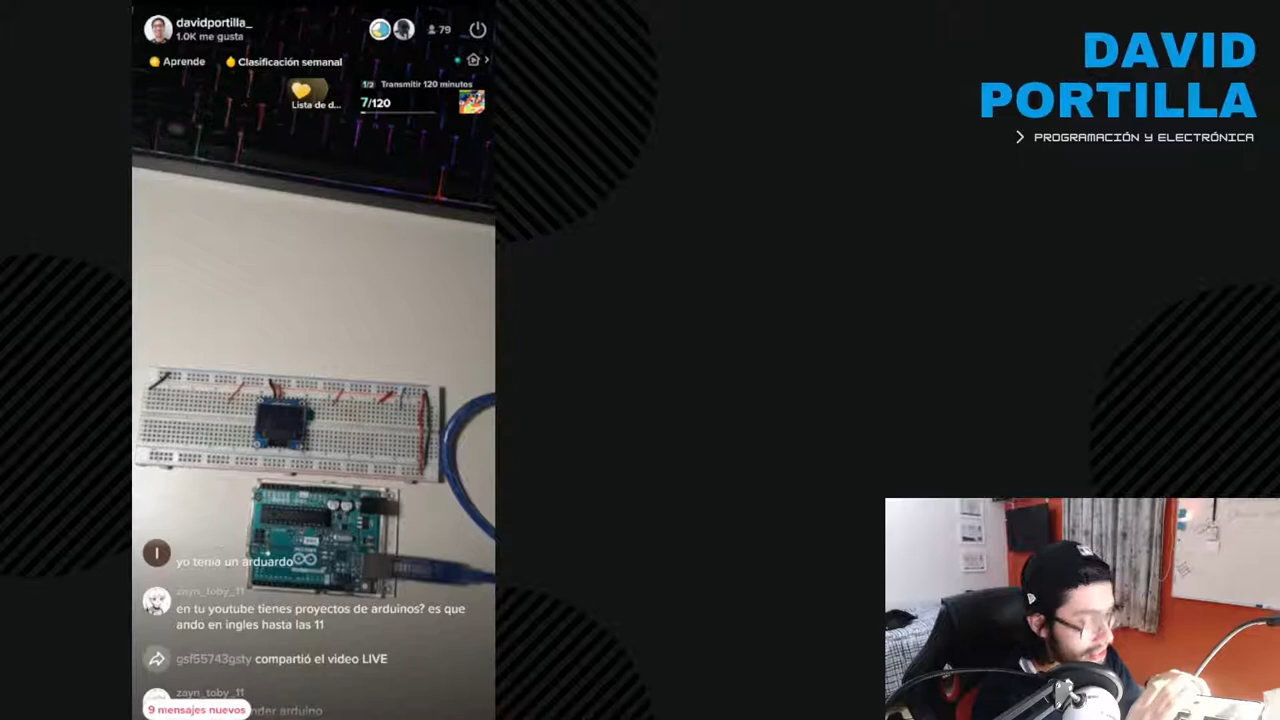 davidportilla_
1.0K me gusta
79
Aprende
Clasificación semanal
Lista de d...
1/2 Transmitir 120 minutos
7/120
DAVID
PORTILLA
PROGRAMACIÓN Y ELECTRÓNICA
I
yo tenia un arduardo
zayn_toby_11
en tu youtube tienes proyectos de arduinos? es que
ando en ingles hasta las 11
gsf55743gsty compartió el video LIVE
zayn_toby_11
9 mensajes nuevos
nder arduino